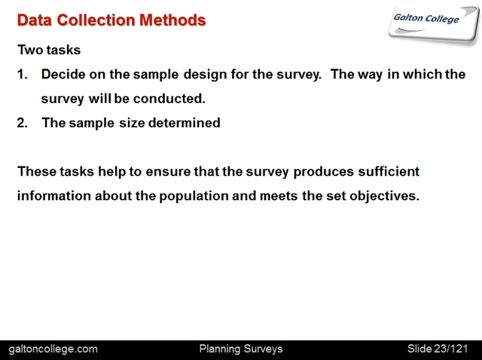 Data Collection Methods
Galton College
Two tasks
1. Decide on the sample design for the survey. The way in which the
survey will be conducted.
2. The sample size determined
These tasks help to ensure that the survey produces sufficient
information about the population and meets the set objectives.
galtoncollege.com Planning Surveys Slide 23/121